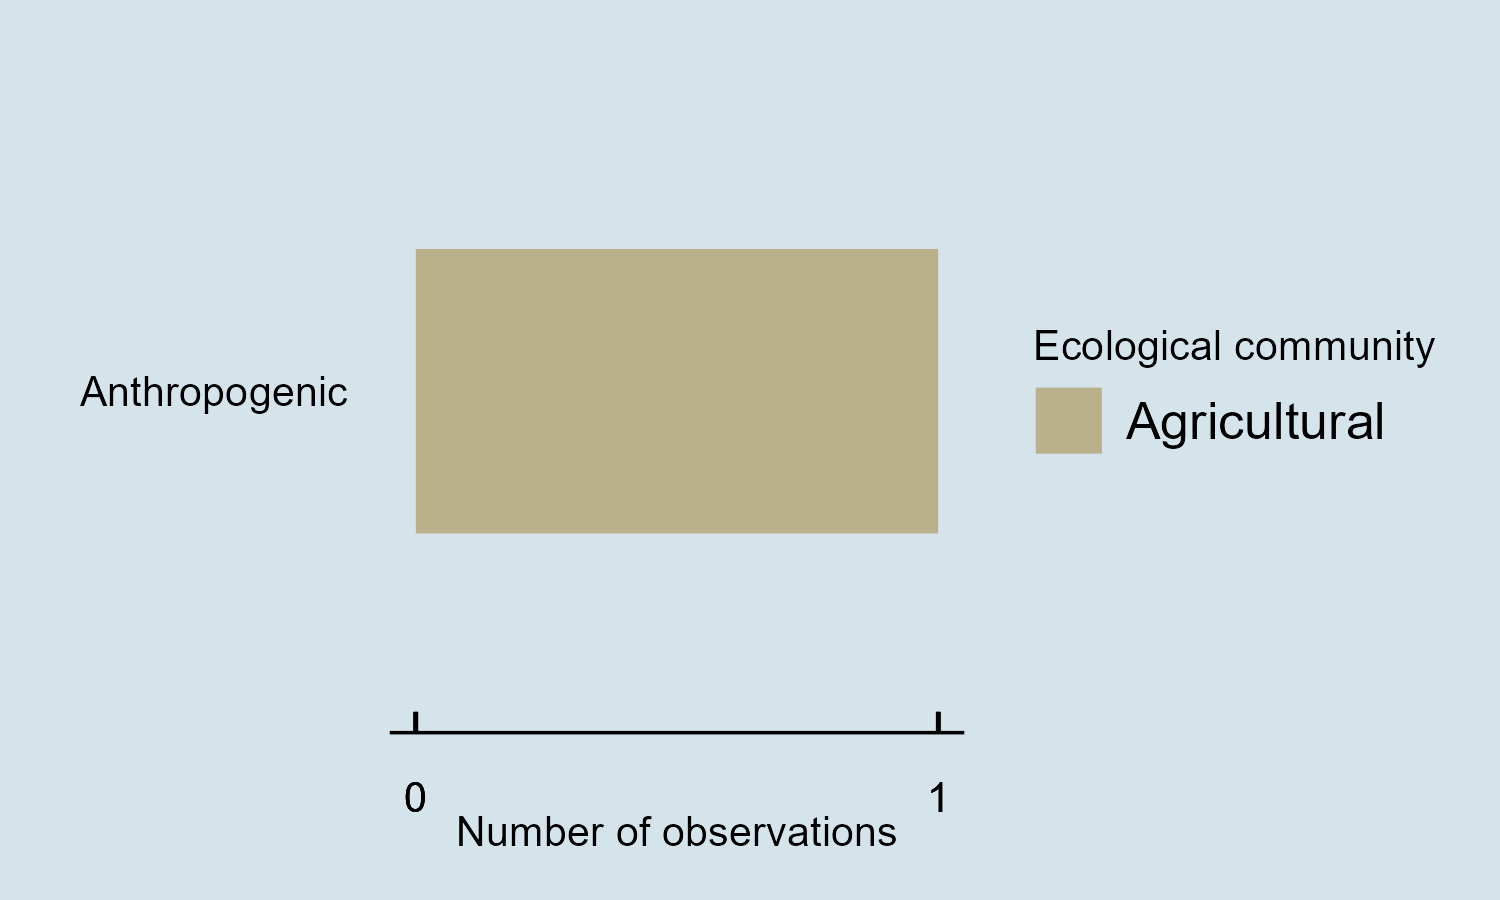 Anthropogenic
Ecological community
Agricultural
0
1
Number of observations